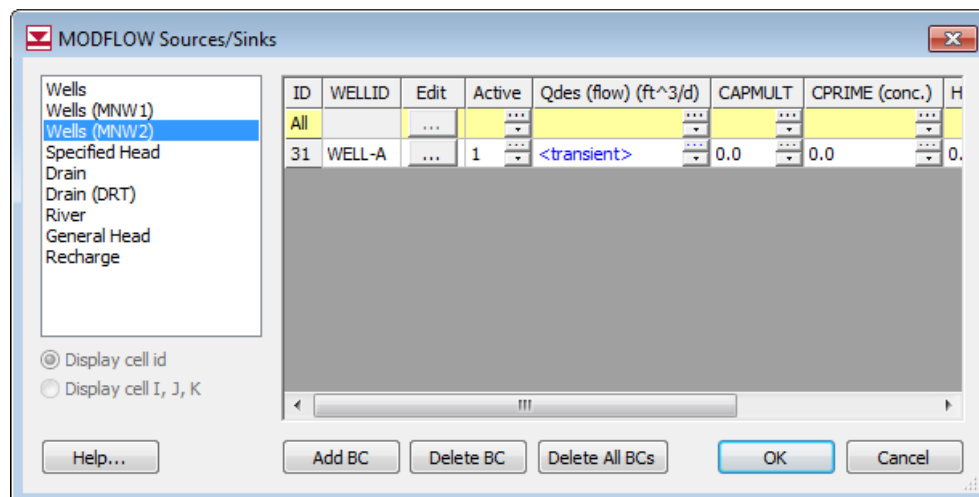 MODFLOW Sources/Sinks
Wells
Wells (MNW1)
Wells (MNW2)
Specified Head
Drain
Drain (DRT)
River
General Head
Recharge
Display cell id
Display cell I, J, K
ID WELLID Edit Active Qdes (flow) (ft^3/d) CAPMULT CPRIME (conc.) H
All ...
31 WELL-A ... 1 <transient> 0.0 0.0 0.
Help... Add BC Delete BC Delete All BCs OK Cancel